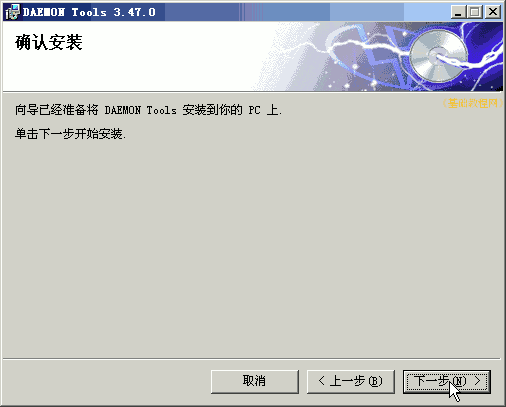 DAEMON Tools 3.47.0
确认安装
向导已经准备将 DAEMON Tools 安装到你的 PC 上.
单击下一步开始安装.
取消
< 上一步(B)
下一步(N) >